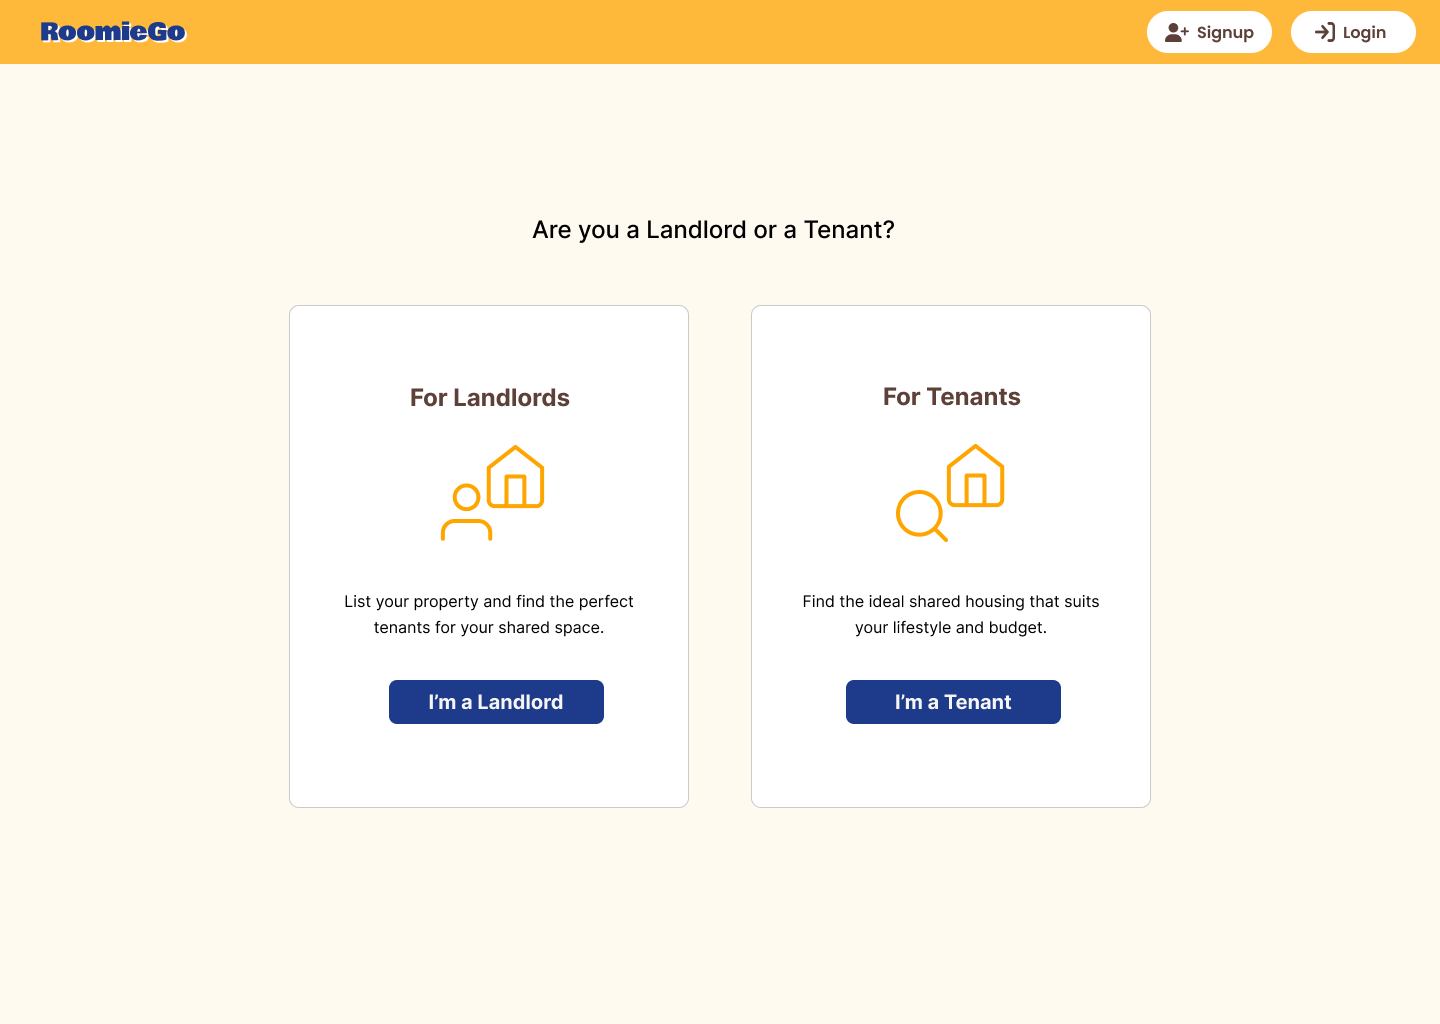 RoomieGo
Signup
Login
Are you a Landlord or a Tenant?
For Landlords
List your property and find the perfect
tenants for your shared space.
I’m a Landlord
For Tenants
Find the ideal shared housing that suits
your lifestyle and budget.
I’m a Tenant